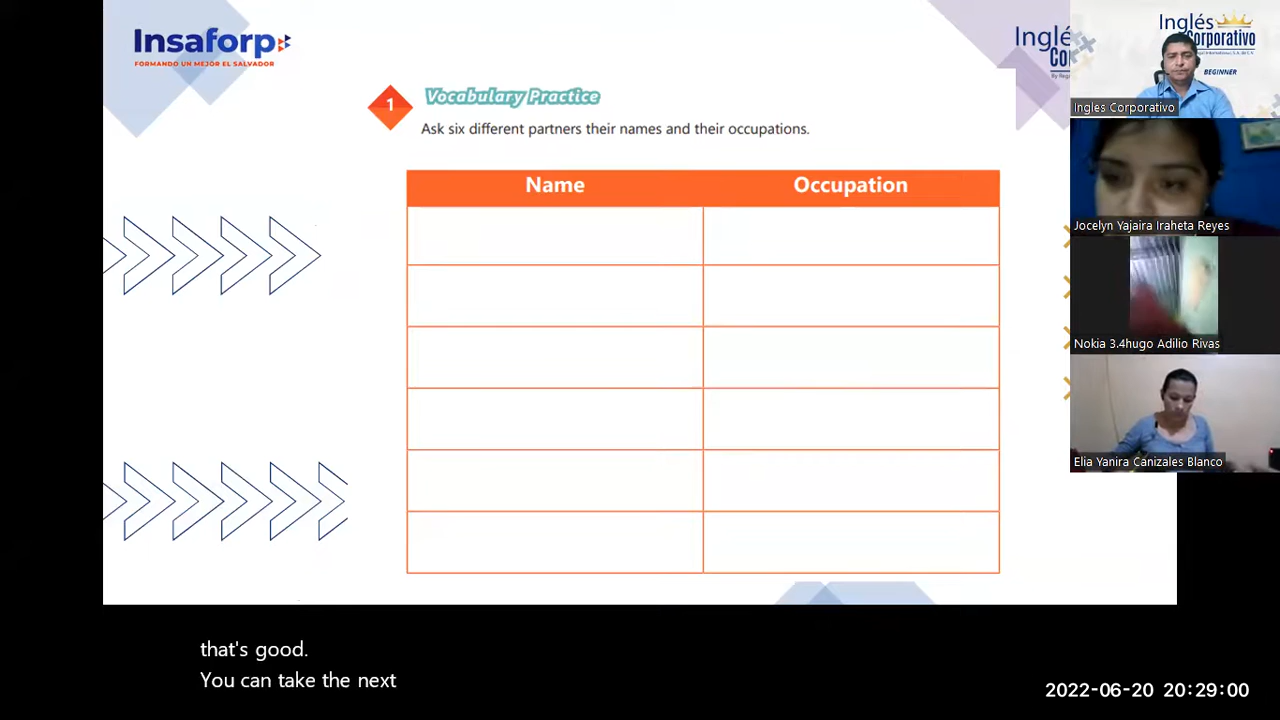 Insaforp
FORMANDO UN MEJOR EL SALVADOR
Inglés
Corporativo
BEGINNER
Ingles Corporativo
1
Vocabulary Practice
Ask six different partners their names and their occupations.
Name Occupation
Jocelyn Yajaira Iraheta Reyes
Nokia 3.4hugo Adilio Rivas
Elia Yanira Canizales Blanco
that's good.
You can take the next
2022-06-20 20:29:00